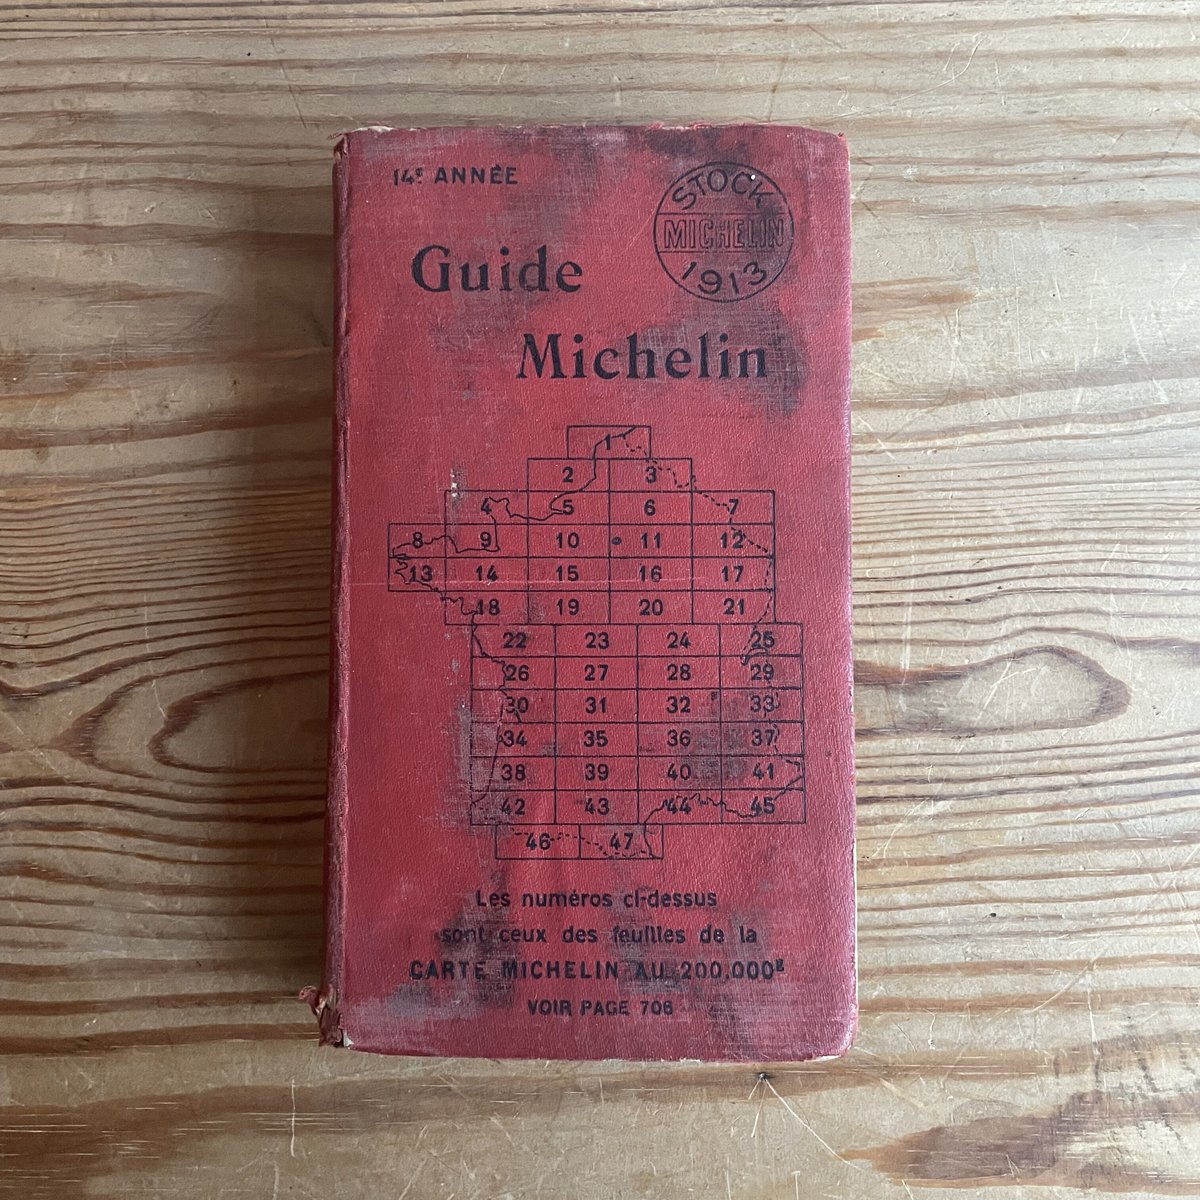 14ᴱ ANNÉE
STOCK
MICHELIN
1913
Guide
Michelin
1
2 3
4 5 6 7
8 9 10 11 12
13 14 15 16 17
18 19 20 21
22 23 24 25
26 27 28 29
30 31 32 33
34 35 36 37
38 39 40 41
42 43 44 45
46 47
Les numéros ci-dessus
sont ceux des feuilles de la
CARTE MICHELIN AU 200,000ᴱ
VOIR PAGE 706